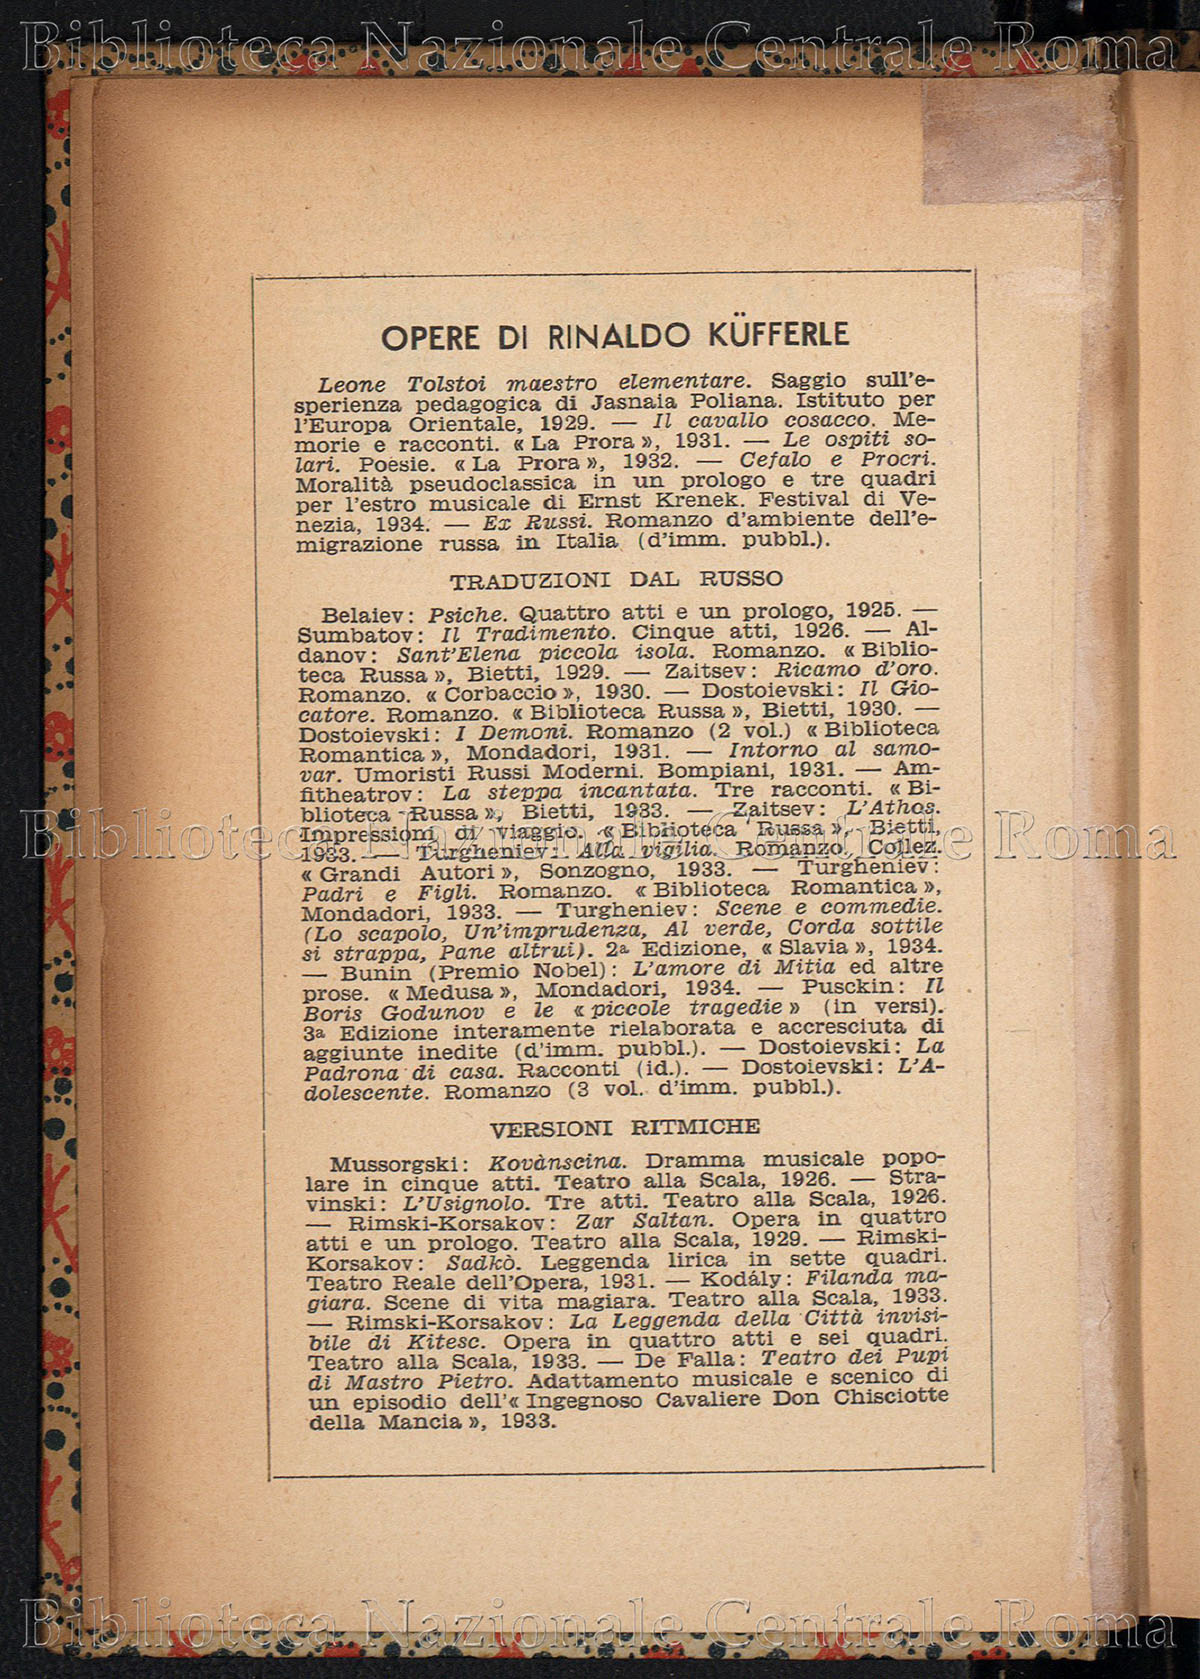 Biblioteca Nazionale Centrale Roma
OPERE DI RINALDO KÜFFERLE
Leone Tolstoi maestro elementare. Saggio sull'e-
sperienza pedagogica di Jasnaia Poliana. Istituto per
l'Europa Orientale, 1929. — Il cavallo cosacco. Me-
morie e racconti. « La Prora », 1931. — Le ospiti so-
lari. Poesie. « La Prora », 1932. — Cefalo e Procri.
Moralità pseudoclassica in un prologo e tre quadri
per l'estro musicale di Ernst Krenek. Festival di Ve-
nezia, 1934. — Ex Russi. Romanzo d'ambiente dell'e-
migrazione russa in Italia (d'imm. pubbl.).
TRADUZIONI DAL RUSSO
Belaiev: Psiche. Quattro atti e un prologo, 1925. —
Sumbatov: Il Tradimento. Cinque atti, 1926. — Al-
danov: Sant'Elena piccola isola. Romanzo. « Biblio-
teca Russa », Bietti, 1929. — Zaitsev: Ricamo d'oro.
Romanzo. « Corbaccio », 1930. — Dostoievski: Il Gio-
catore. Romanzo. « Biblioteca Russa », Bietti, 1930. —
Dostoievski: I Demoni. Romanzo (2 vol.) « Biblioteca
Romantica », Mondadori, 1931. — Intorno al samo-
var. Umoristi Russi Moderni. Bompiani, 1931. — Am-
fitheatrov: La steppa incantata. Tre racconti. « Bi-
blioteca Russa », Bietti, 1933. — Zaitsev: L'Athos.
Impressioni di viaggio. « Biblioteca Russa », Bietti,
Biblioteca Nazionale Centrale Roma
1933. — Turgheniev: Alla vigilia. Romanzo. Collez.
« Grandi Autori », Sonzogno, 1933. — Turgheniev:
Padri e Figli. Romanzo. « Biblioteca Romantica »,
Mondadori, 1933. — Turgheniev: Scene e commedie.
(Lo scapolo, Un'imprudenza, Al verde, Corda sottile
si strappa, Pane altrui). 2a Edizione, « Slavia », 1934.
— Bunin (Premio Nobel): L'amore di Mitia ed altre
prose. « Medusa », Mondadori, 1934. — Pusckin: Il
Boris Godunov e le « piccole tragedie » (in versi).
3a Edizione interamente rielaborata e accresciuta di
aggiunte inedite (d'imm. pubbl.). — Dostoievski: La
Padrona di casa. Racconti (id.). — Dostoievski: L'A-
dolescente. Romanzo (3 vol. d'imm. pubbl.).
VERSIONI RITMICHE
Mussorgski: Kovànscina. Dramma musicale popo-
lare in cinque atti. Teatro alla Scala, 1926. — Stra-
vinski: L'Usignolo. Tre atti. Teatro alla Scala, 1926.
— Rimski-Korsakov: Zar Saltan. Opera in quattro
atti e un prologo. Teatro alla Scala, 1929. — Rimski-
Korsakov: Sadkò. Leggenda lirica in sette quadri.
Teatro Reale dell'Opera, 1931. — Kodály: Filanda ma-
giara. Scene di vita magiara. Teatro alla Scala, 1933.
— Rimski-Korsakov: La Leggenda della Città invisi-
bile di Kitesc. Opera in quattro atti e sei quadri.
Teatro alla Scala, 1933. — De Falla: Teatro dei Pupi
di Mastro Pietro. Adattamento musicale e scenico di
un episodio dell'« Ingegnoso Cavaliere Don Chisciotte
della Mancia », 1933.
Biblioteca Nazionale Centrale Roma